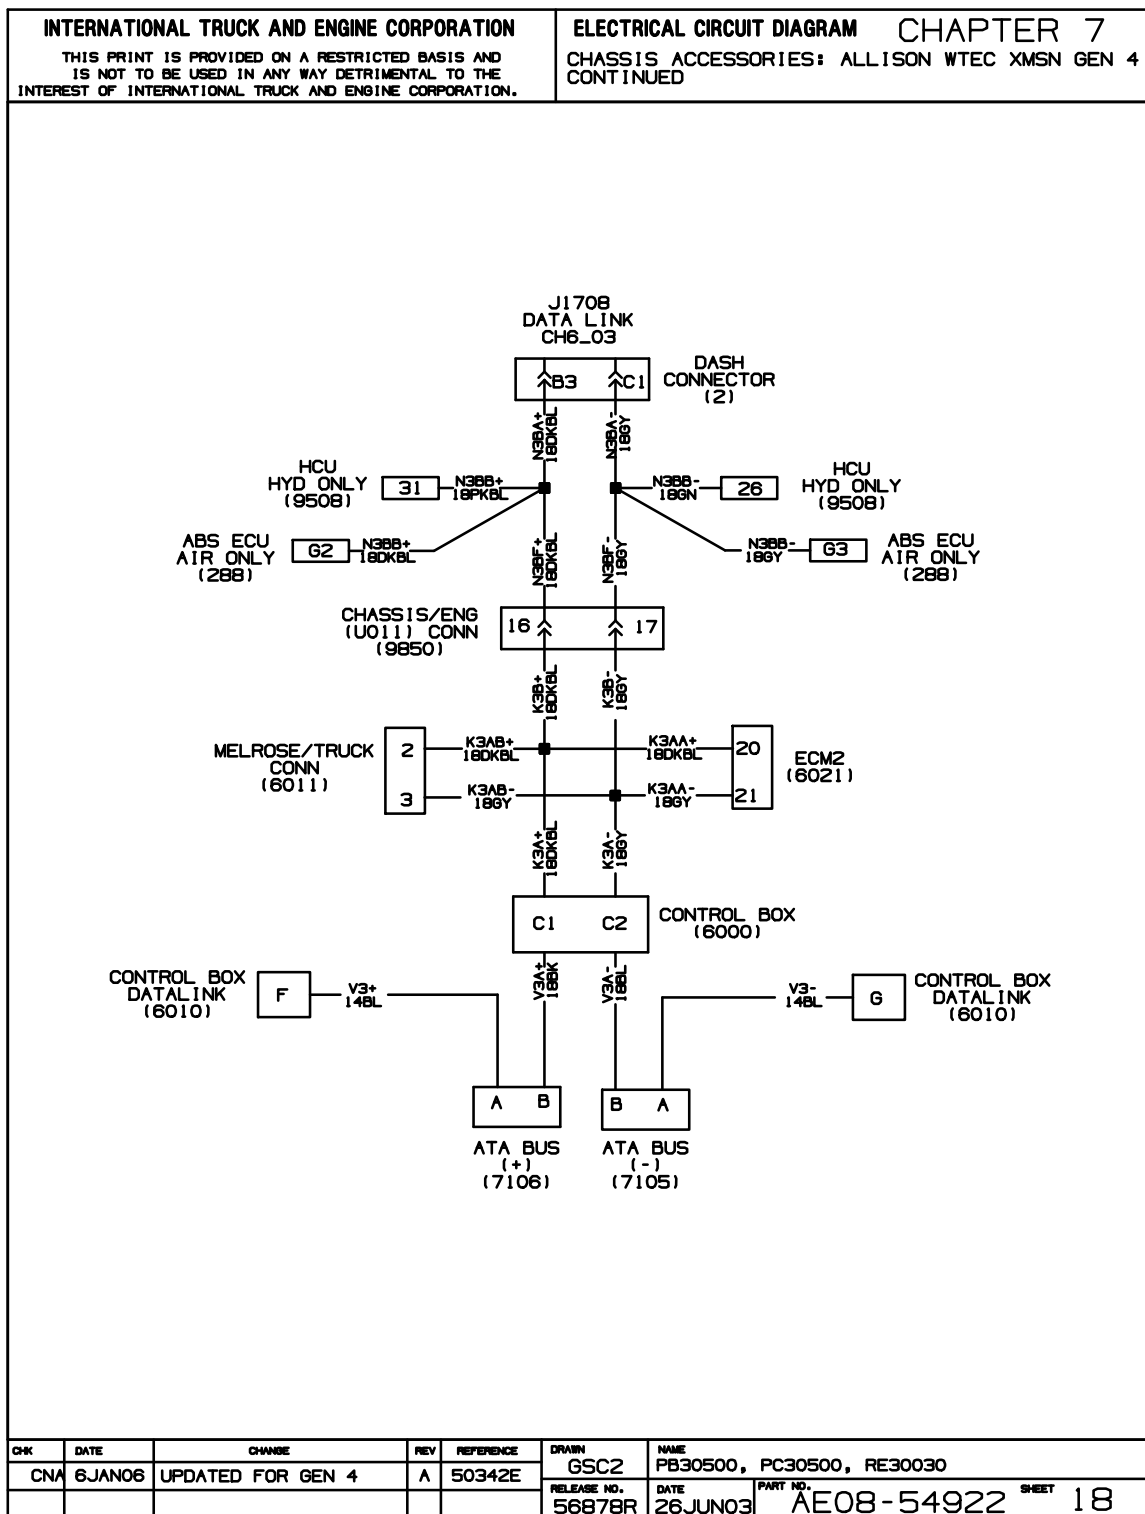 INTERNATIONAL TRUCK AND ENGINE CORPORATION
THIS PRINT IS PROVIDED ON A RESTRICTED BASIS AND
IS NOT TO BE USED IN ANY WAY DETRIMENTAL TO THE
INTEREST OF INTERNATIONAL TRUCK AND ENGINE CORPORATION.
ELECTRICAL CIRCUIT DIAGRAM CHAPTER 7
CHASSIS ACCESSORIES: ALLISON WTEC XMSN GEN 4
CONTINUED
J1708
DATA LINK
CH6_03
B3 C1
DASH
CONNECTOR
(2)
N3BA+
18DKBL
N3BA-
18GY
HCU
HYD ONLY
(9508)
31
N3BB+
18PKBL
N3BB-
18GN
26
HCU
HYD ONLY
(9508)
ABS ECU
AIR ONLY
(288)
G2
N3BB+
18DKBL
N3BB-
18GY
G3
ABS ECU
AIR ONLY
(288)
N3BF+
18DKBL
N3BF-
18GY
CHASSIS/ENG
(U011) CONN
(9850)
16 17
K3B+
18DKBL
K3B-
18GY
MELROSE/TRUCK
CONN
(6011)
2
3
K3AB+
18DKBL
K3AB-
18GY
K3AA+
18DKBL
K3AA-
18GY
20
21
ECM2
(6021)
K3A+
18DKBL
K3A-
18GY
C1 C2
CONTROL BOX
(6000)
CONTROL BOX
DATALINK
(6010)
F
V3+
14BL
V3A+
18BK
V3A-
18BL
V3-
14BL
G
CONTROL BOX
DATALINK
(6010)
A B
B A
ATA BUS
(+)
(7106)
ATA BUS
(-)
(7105)
CHK DATE CHANGE REV REFERENCE
CNA 6JAN06 UPDATED FOR GEN 4 A 50342E
DRAWN
GSC2
NAME
PB30500, PC30500, RE30030
RELEASE NO.
56878R
DATE
26JUN03
PART NO.
AE08-54922
SHEET 18